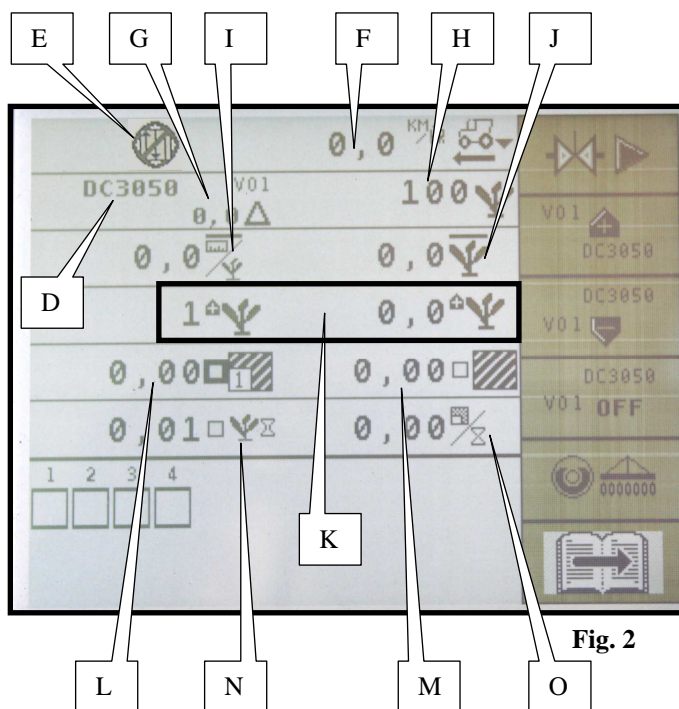 E G I F H J
0,0 KM/
DC3050 V01
0,0
100
V01
DC3050
0,0
0,0
D
DC3050
V01
1
0,0
0,00 1
0,00
DC3050
V01 OFF
0,01
0,00
1 2 3 4
0000000
K
Fig. 2
L N M O